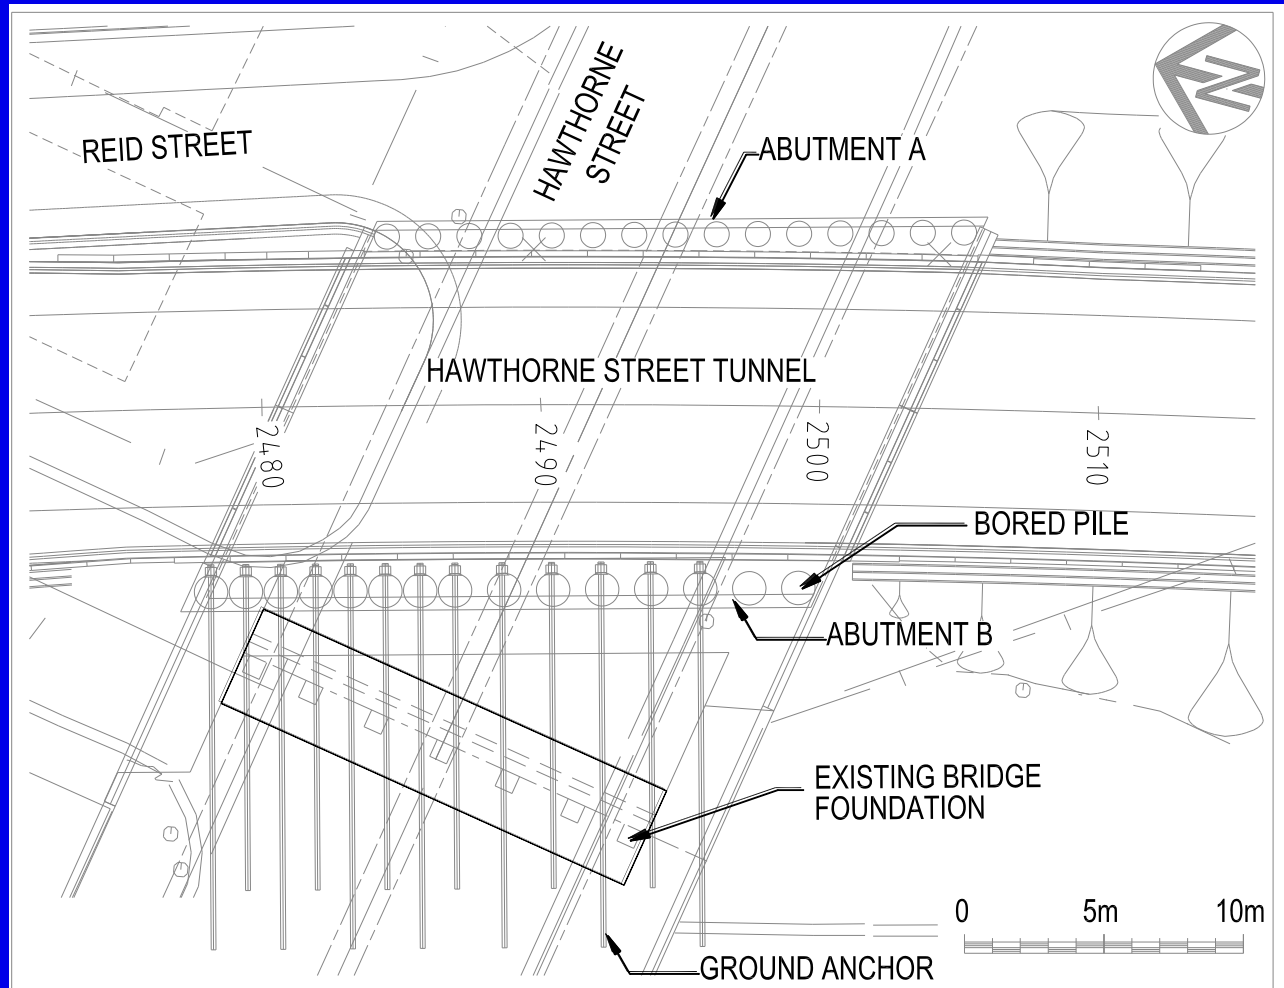 HAWTHORNE
STREET
REID STREET
ABUTMENT A
N
HAWTHORNE STREET TUNNEL
2480
2490
2500
2510
BORED PILE
ABUTMENT B
EXISTING BRIDGE
FOUNDATION
0 5m 10m
GROUND ANCHOR